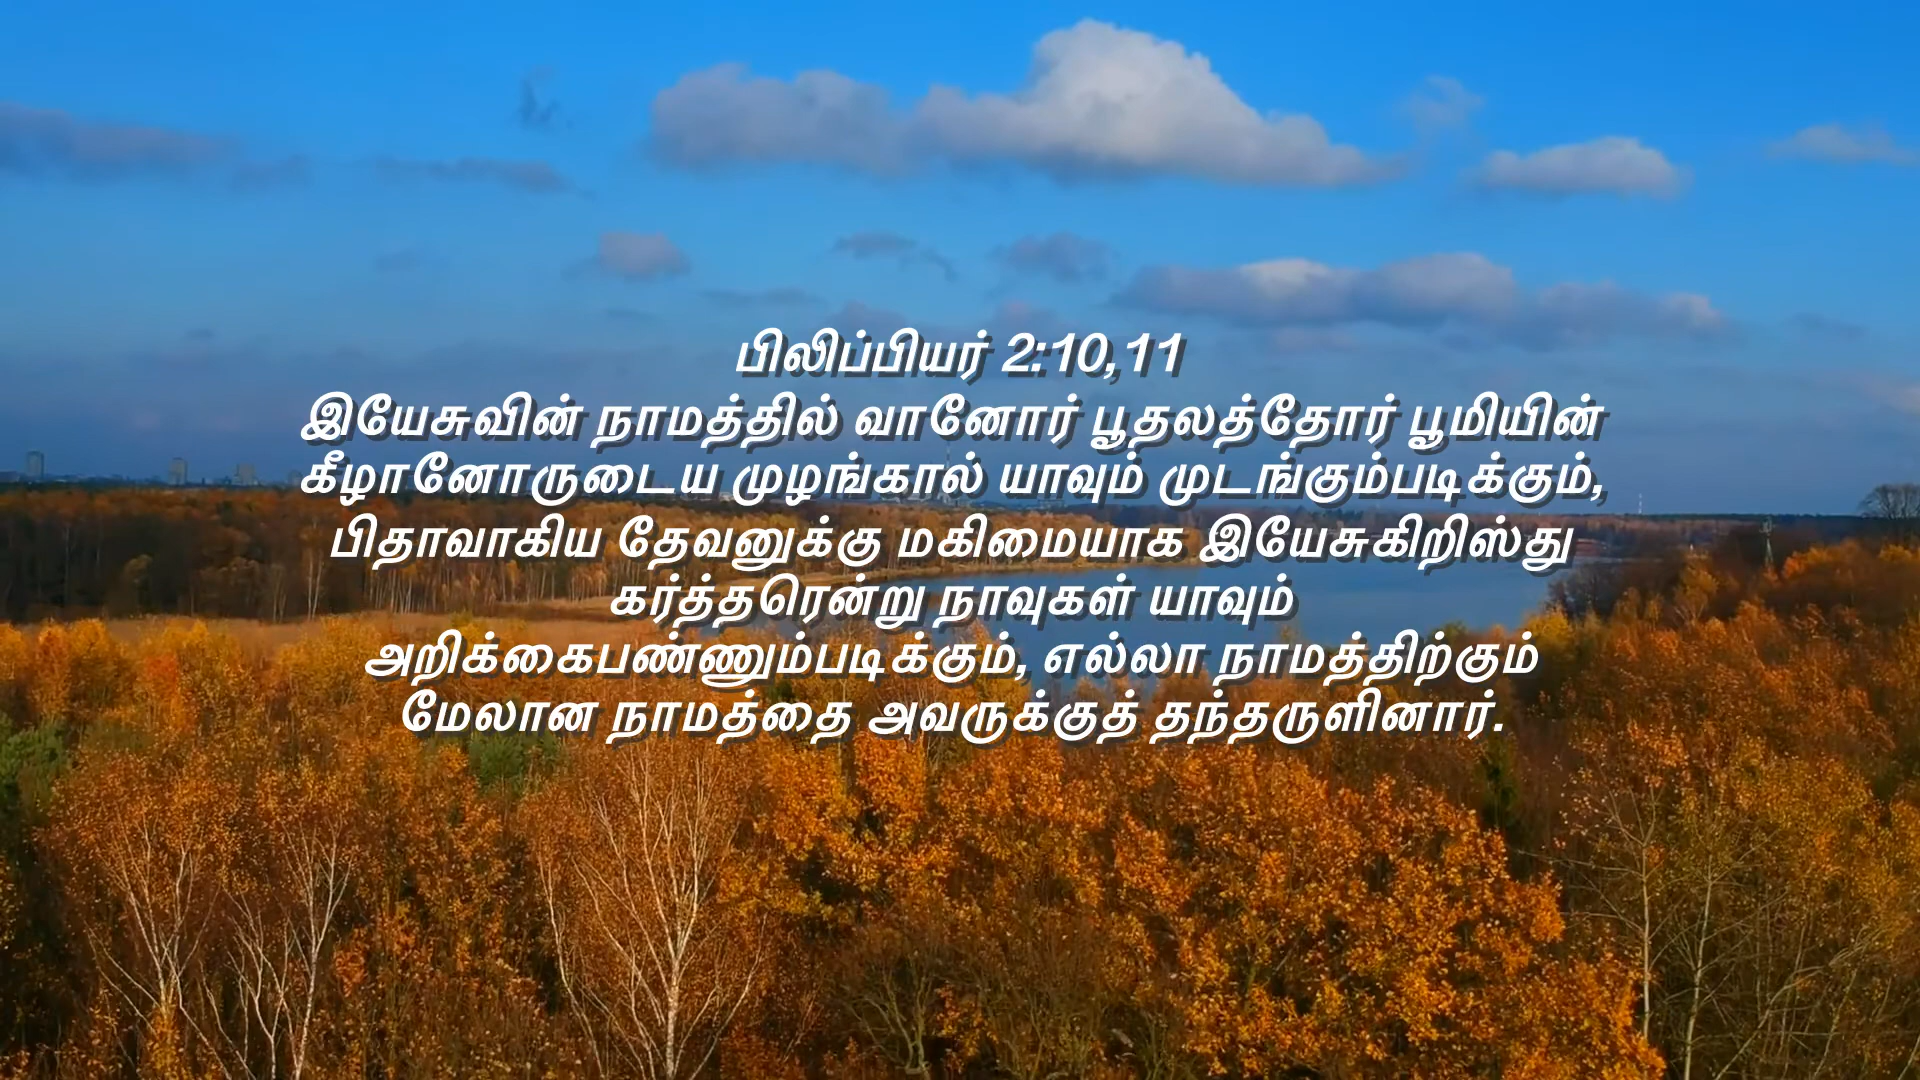 பிலிப்பியர் 2:10,11
இயேசுவின் நாமத்தில் வானோர் பூதலத்தோர் பூமியின்
கீழானோருடைய முழங்கால் யாவும் முடங்கும்படிக்கும்,
பிதாவாகிய தேவனுக்கு மகிமையாக இயேசுகிறிஸ்து
கர்த்தரென்று நாவுகள் யாவும்
அறிக்கைபண்ணும்படிக்கும், எல்லா நாமத்திற்கும்
மேலான நாமத்தை அவருக்குத் தந்தருளினார்.